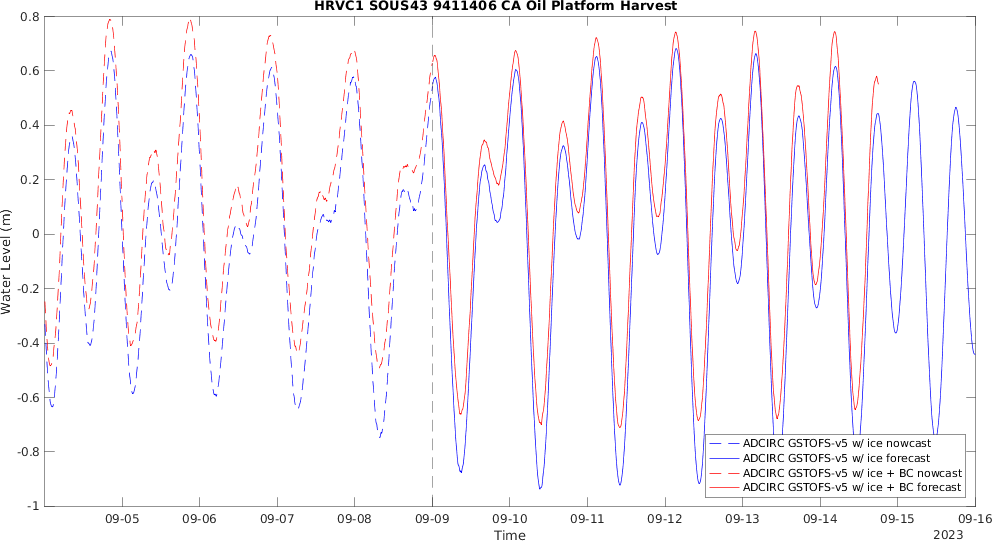 HRVC1 SOUS43 9411406 CA Oil Platform Harvest
0.8
0.6
0.4
0.2
0
-0.2
-0.4
-0.6
-0.8
-1
Water Level (m)
ADCIRC GSTOFS-v5 w/ ice nowcast
ADCIRC GSTOFS-v5 w/ ice forecast
ADCIRC GSTOFS-v5 w/ ice + BC nowcast
ADCIRC GSTOFS-v5 w/ ice + BC forecast
09-05 09-06 09-07 09-08 09-09 09-10 09-11 09-12 09-13 09-14 09-15 09-16
Time
2023